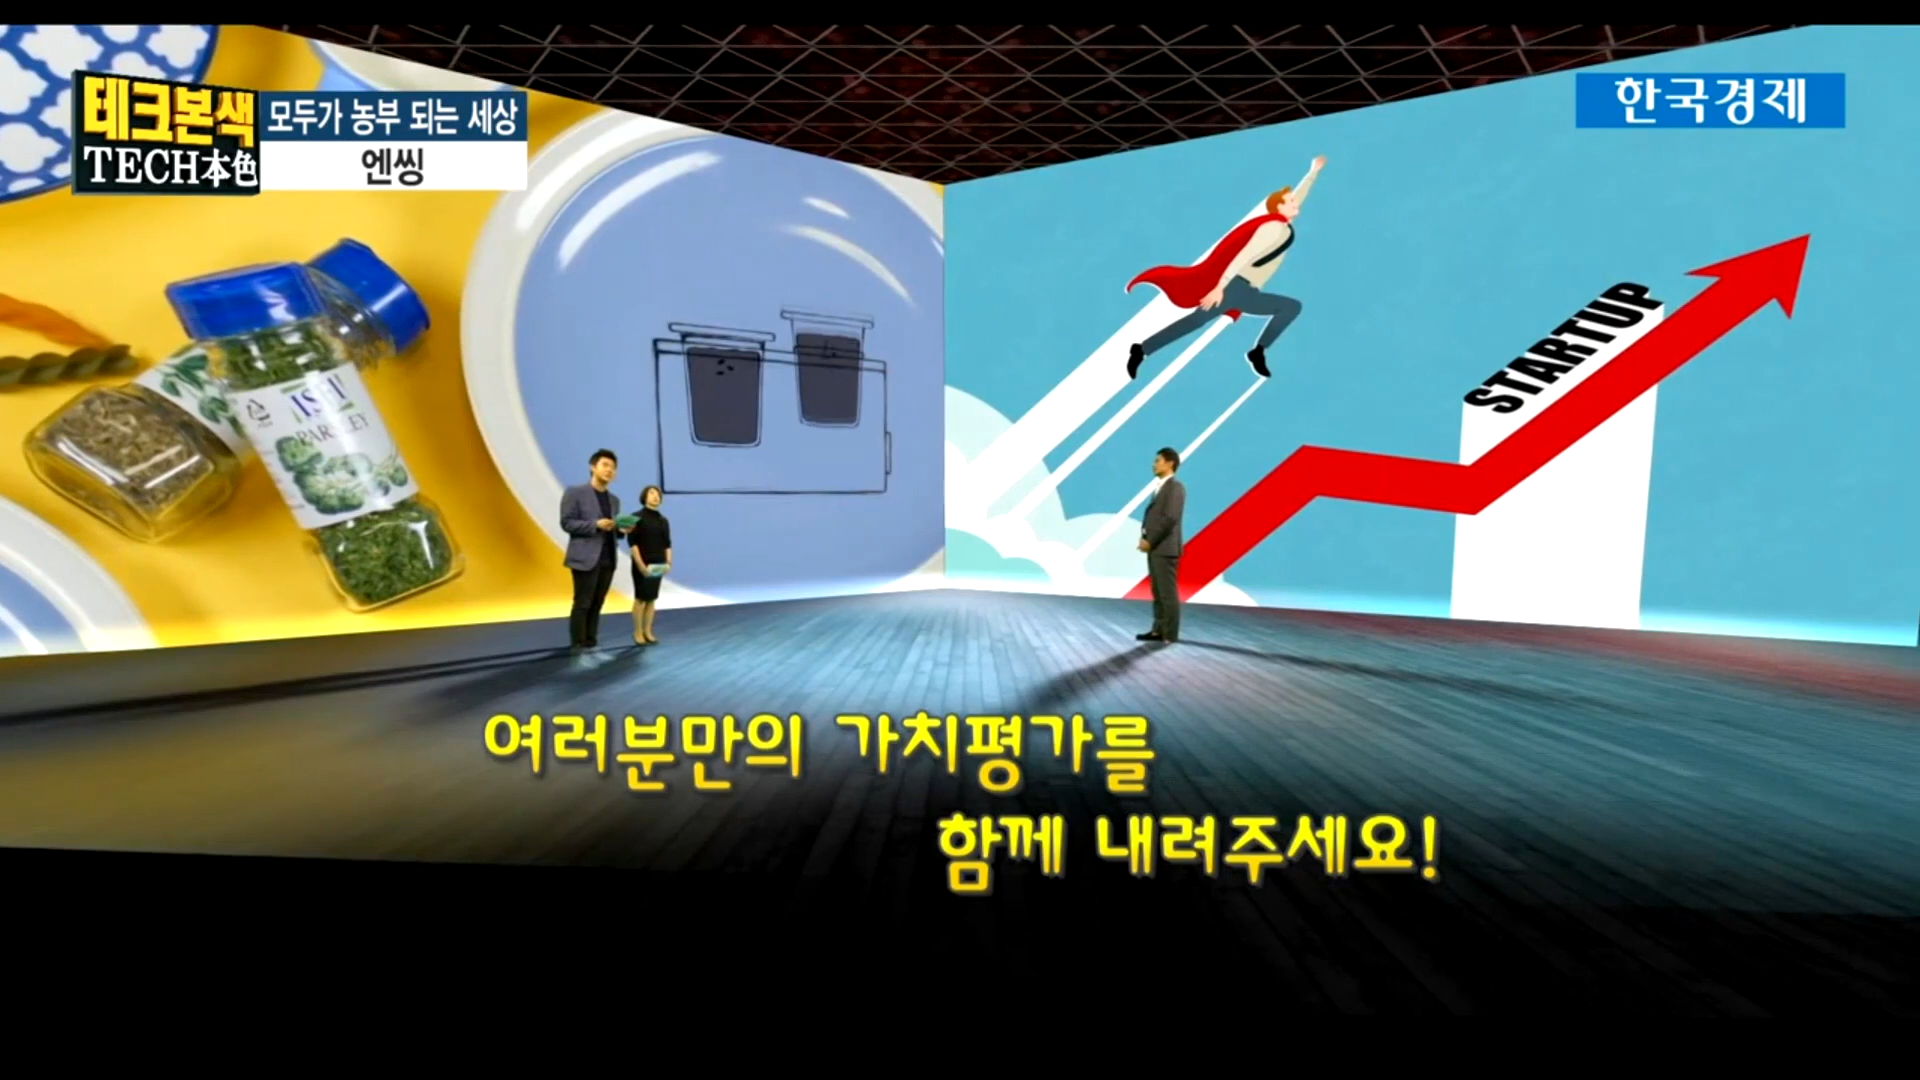 테크본색
TECH本色
모두가 농부 되는 세상
엔씽
한국경제
PARSLEY
STARTUP
여러분만의 가치평가를
함께 내려주세요!